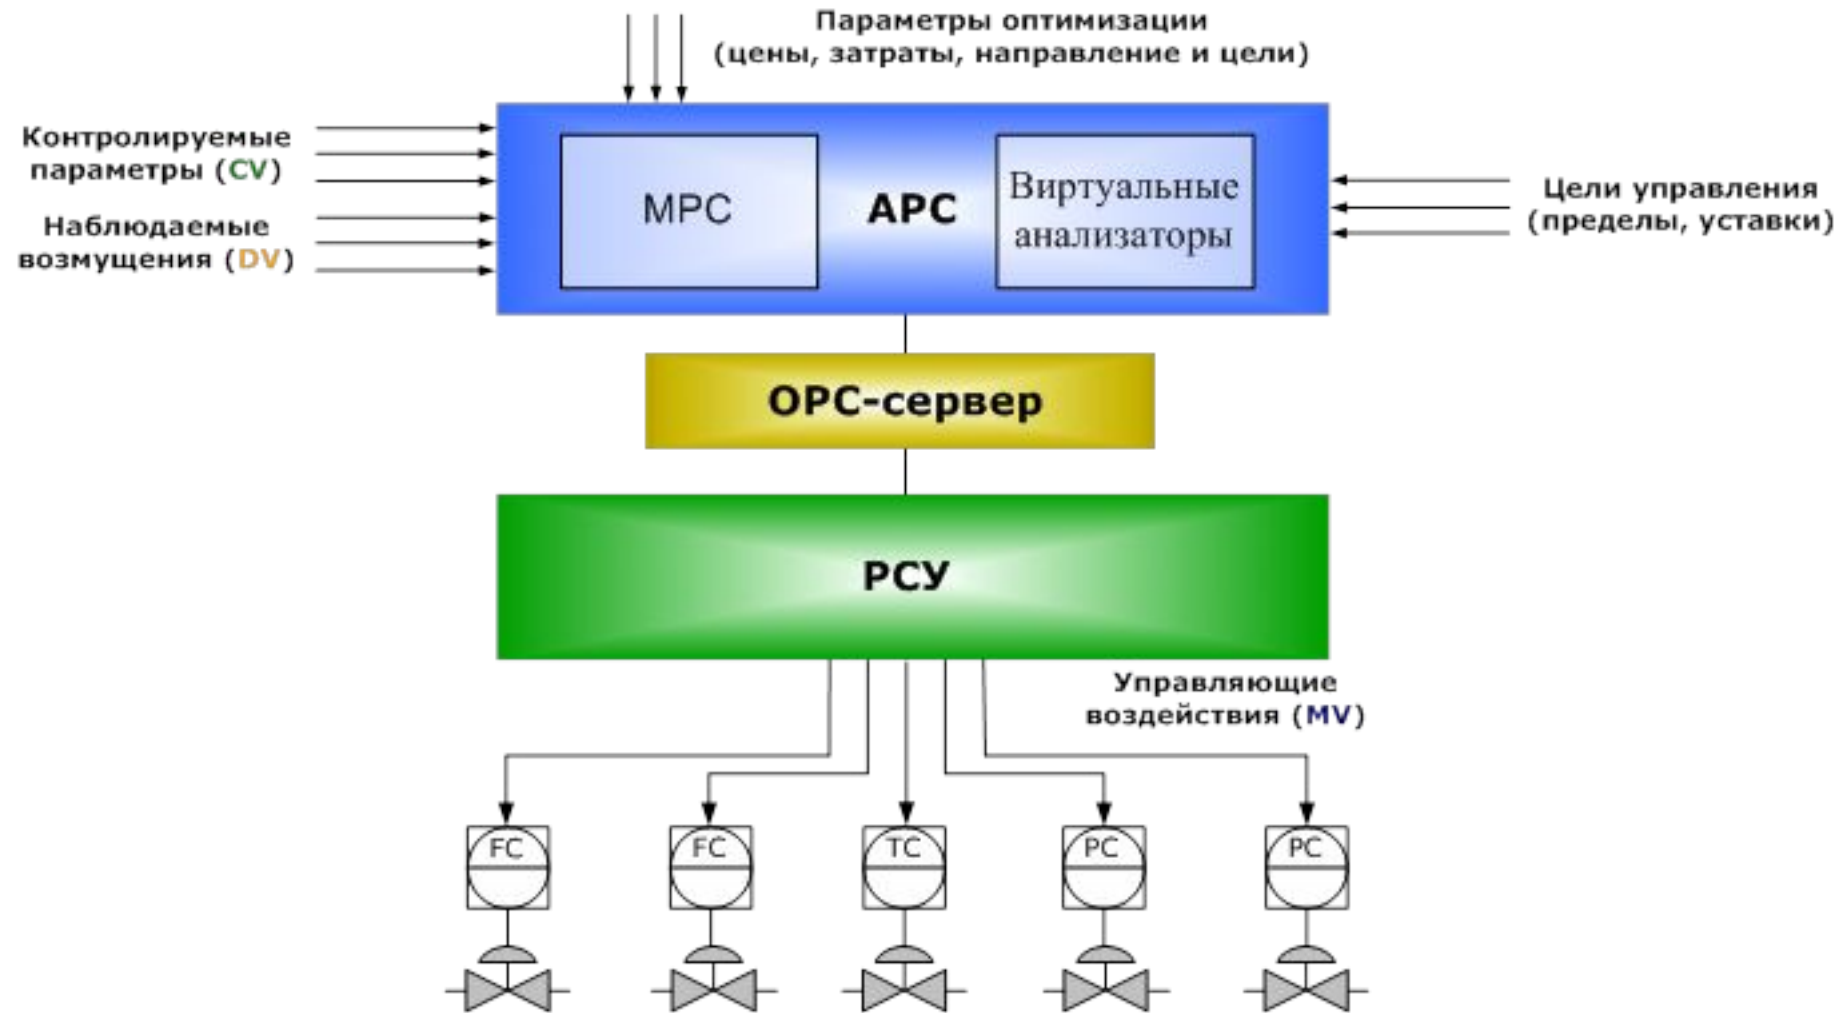 Параметры оптимизации
(цены, затраты, направление и цели)
Контролируемые
параметры (CV)
Наблюдаемые
возмущения (DV)
MPC
APC
Виртуальные
анализаторы
Цели управления
(пределы, уставки)
OPC-сервер
РСУ
Управляющие
воздействия (MV)
FC
FC
TC
PC
PC